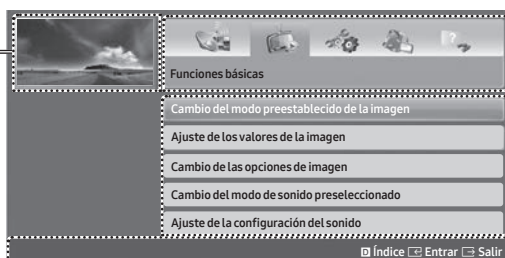 Funciones básicas
Cambio del modo preestablecido de la imagen
Ajuste de los valores de la imagen
Cambio de las opciones de imagen
Cambio del modo de sonido preseleccionado
Ajuste de la configuración del sonido
D Índice Entrar Salir